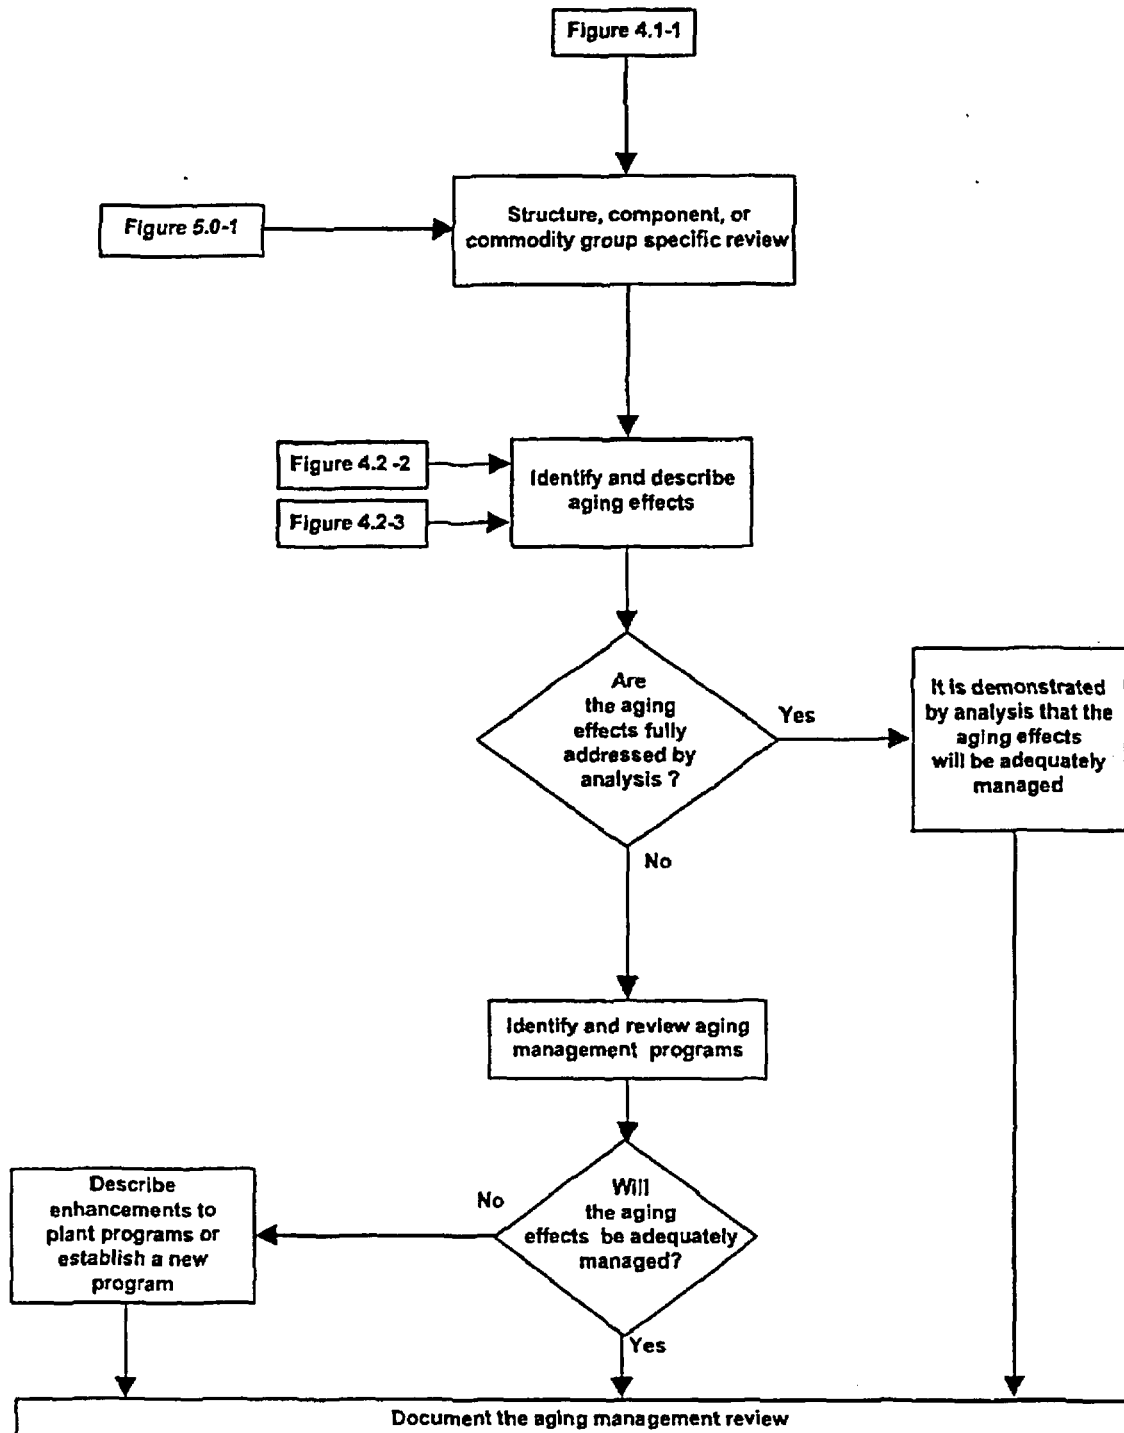 Figure 4.1-1
Figure 5.0-1
Structure, component, or
commodity group specific review
Figure 4.2 -2
Figure 4.2-3
Identify and describe
aging effects
Are
the aging
effects fully
addressed by
analysis ?
Yes
It is demonstrated
by analysis that the
aging effects
will be adequately
managed
No
Identify and review aging
management programs
Describe
enhancements to
plant programs or
establish a new
program
No
Will
the aging
effects be adequately
managed?
Yes
Document the aging management review